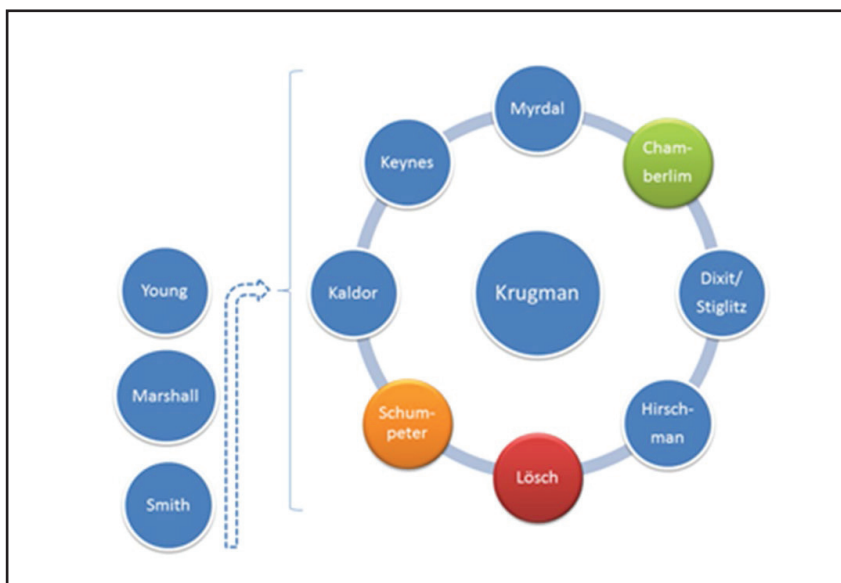 Myrdal
Keynes
Cham-
berlim
Young
Kaldor
Krugman
Dixit/
Stiglitz
Marshall
Schum-
peter
Hirsch-
man
Lösch
Smith